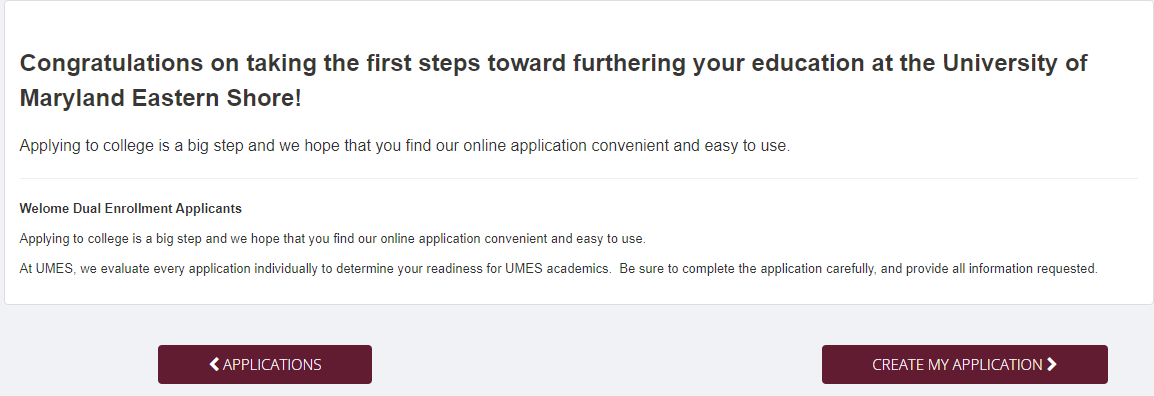 Congratulations on taking the first steps toward furthering your education at the University of
Maryland Eastern Shore!
Applying to college is a big step and we hope that you find our online application convenient and easy to use.
Welome Dual Enrollment Applicants
Applying to college is a big step and we hope that you find our online application convenient and easy to use.
At UMES, we evaluate every application individually to determine your readiness for UMES academics.  Be sure to complete the application carefully, and provide all information requested.
APPLICATIONS
CREATE MY APPLICATION